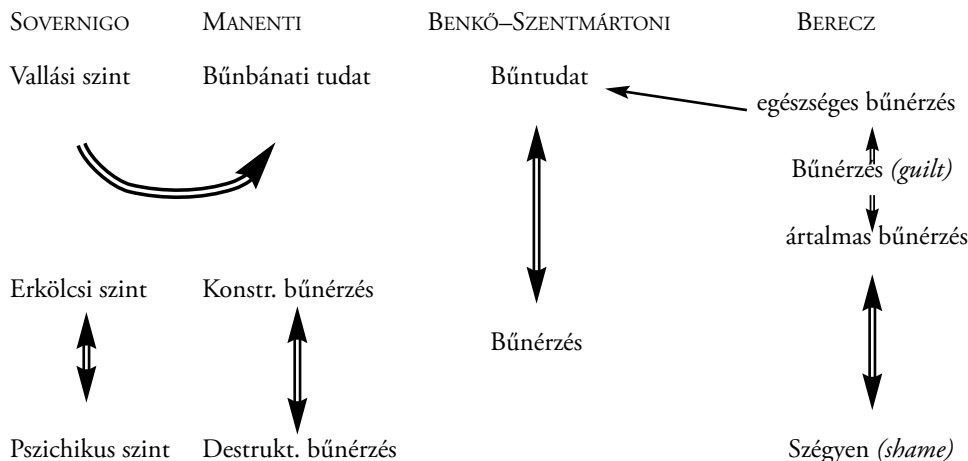 SOVERNIGO MANENTI BENKŐ–SZENTMÁRTONI BERECZ
Vallási szint Bűnbánati tudat Bűntudat
egészséges bűnérzés
Bűnérzés (guilt)
ártalmas bűnérzés
Erkölcsi szint Konstr. bűnérzés
Bűnérzés
Pszichikus szint Destrukt. bűnérzés Szégyen (shame)